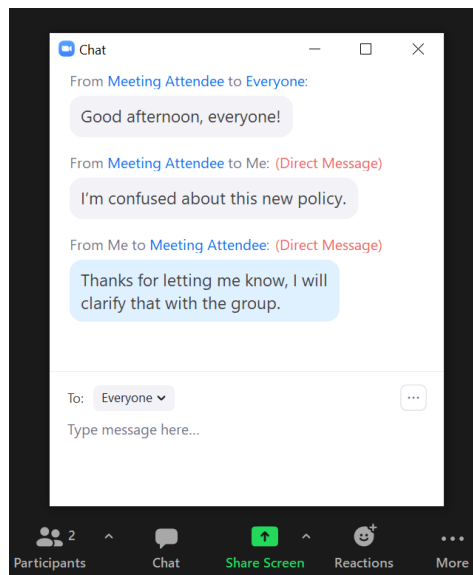 Chat
From Meeting Attendee to Everyone:
Good afternoon, everyone!
From Meeting Attendee to Me: (Direct Message)
I'm confused about this new policy.
From Me to Meeting Attendee: (Direct Message)
Thanks for letting me know, I will
clarify that with the group.
To: Everyone
Type message here...
2
Participants Chat Share Screen Reactions More